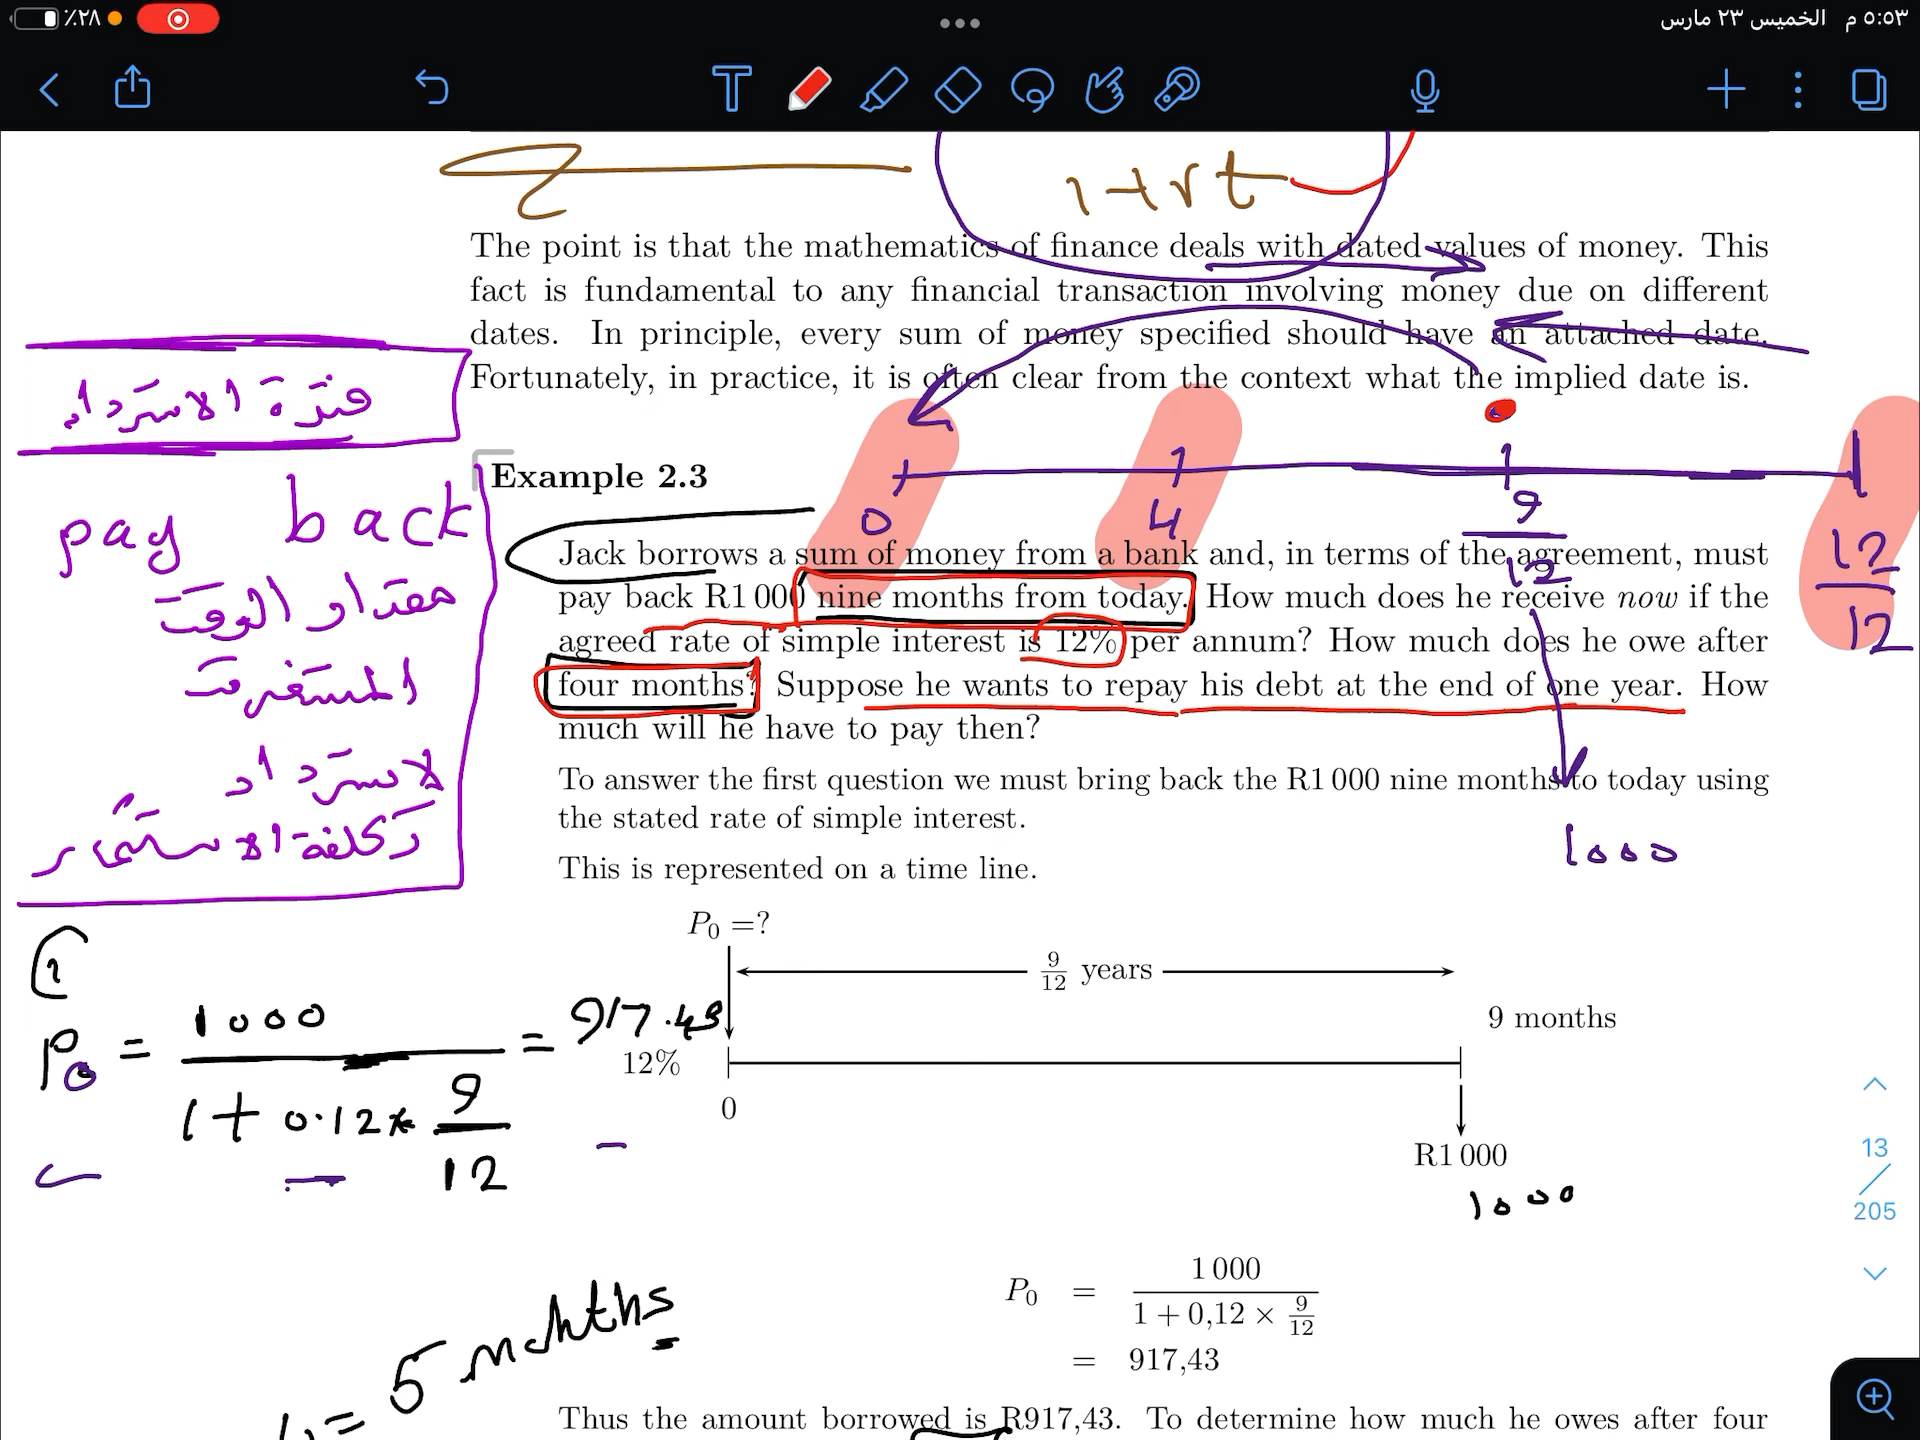 ٪٢٨
٥:٥٣ م الخميس ٢٣ مارس
1+rt
The point is that the mathematics of finance deals with dated values of money. This
fact is fundamental to any financial transaction involving money due on different
dates. In principle, every sum of money specified should have an attached date.
Fortunately, in practice, it is often clear from the context what the implied date is.
فترة الاسترداد
pay back
مقدار الوقت
المستغرق
لاسترداد
تكلفة الاستثمار
Example 2.3
0 4 9/12 12/12
Jack borrows a sum of money from a bank and, in terms of the agreement, must
pay back R1 000 nine months from today. How much does he receive now if the
agreed rate of simple interest is 12% per annum? How much does he owe after
four months? Suppose he wants to repay his debt at the end of one year. How
much will he have to pay then?
1000
To answer the first question we must bring back the R1 000 nine months to today using
the stated rate of simple interest.
This is represented on a time line.
P₀ =?
9/12 years
9 months
12%
0
R1 000
1000
1
P₀ = 1000 / (1 + 0.12 * 9/12) = 917.43
P₀ = 1 000 / (1 + 0,12 × 9/12)
= 917,43
= 5 months
Thus the amount borrowed is R917,43. To determine how much he owes after four
13
205